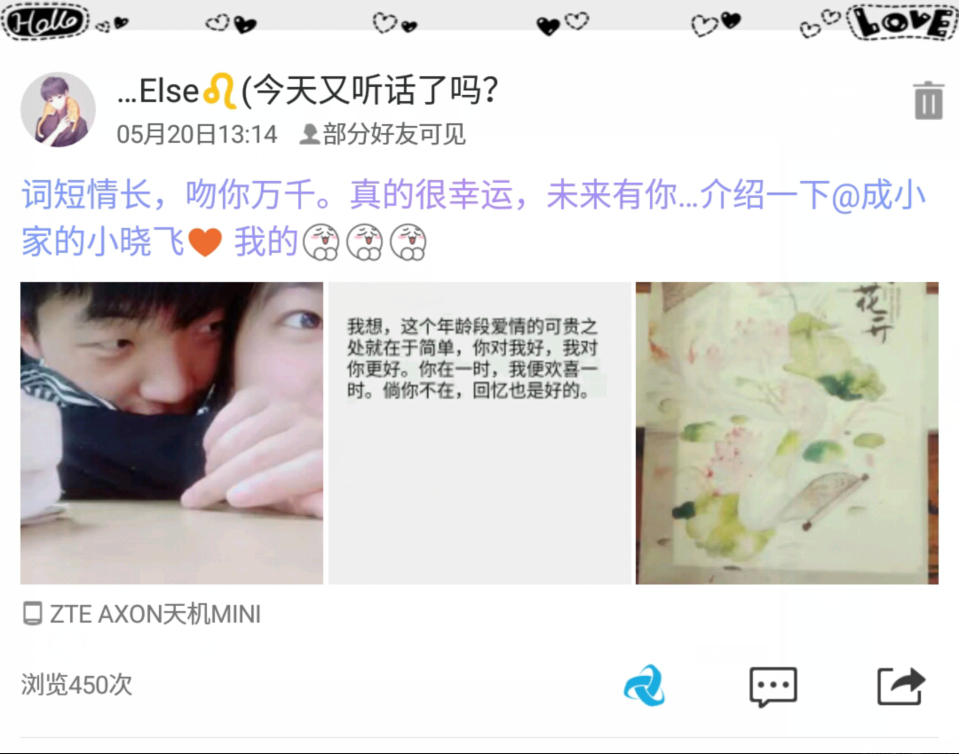 Hello
LOVE
…Else♌(今天又听话了吗?
05月20日13:14 部分好友可见
词短情长，吻你万千。真的很幸运，未来有你…介绍一下@成小
家的小晓飞 我的
我想，这个年龄段爱情的可贵之
处就在于简单，你对我好，我对
你更好。你在一时，我便欢喜一
时。倘你不在，回忆也是好的。
花开
ZTE AXON天机MINI
浏览450次